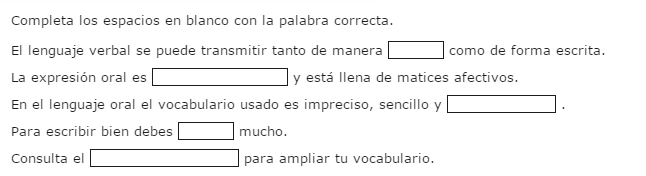 Completa los espacios en blanco con la palabra correcta.
El lenguaje verbal se puede transmitir tanto de manera como de forma escrita.
La expresión oral es y está llena de matices afectivos.
En el lenguaje oral el vocabulario usado es impreciso, sencillo y .
Para escribir bien debes mucho.
Consulta el para ampliar tu vocabulario.